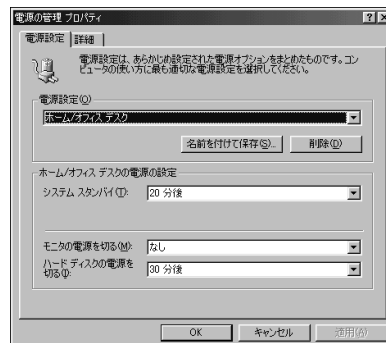 電源の管理 プロパティ
電源設定 詳細
電源設定は、あらかじめ設定された電源オプションをまとめたものです。コン
ピュータの使い方に最も適切な電源設定を選択してください。
電源設定(O)
ホーム/オフィス デスク
名前を付けて保存(S)... 削除(D)
ホーム/オフィス デスクの電源の設定
システム スタンバイ(T): 20 分後
モニタの電源を切る(M): なし
ハード ディスクの電源を
切る(I): 30 分後
OK キャンセル 適用(A)